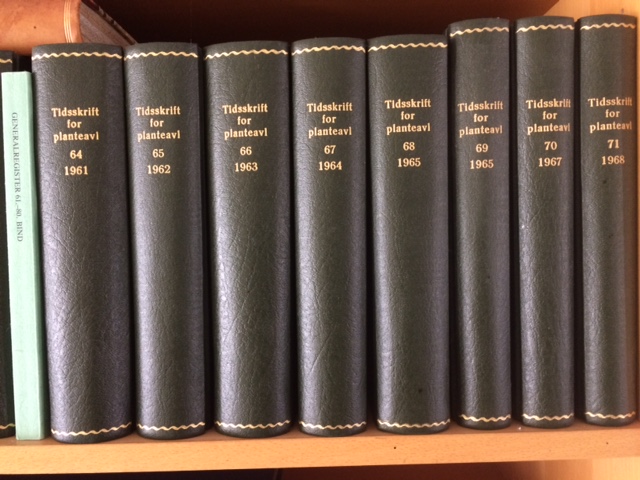 GENERALREGISTER 61.-80. BIND
Tidsskrift
for
planteavl
64
1961
Tidsskrift
for
planteavl
65
1962
Tidsskrift
for
planteavl
66
1963
Tidsskrift
for
planteavl
67
1964
Tidsskrift
for
planteavl
68
1965
Tidsskrift
for
planteavl
69
1965
Tidsskrift
for
planteavl
70
1967
Tidsskrift
for
planteavl
71
1968